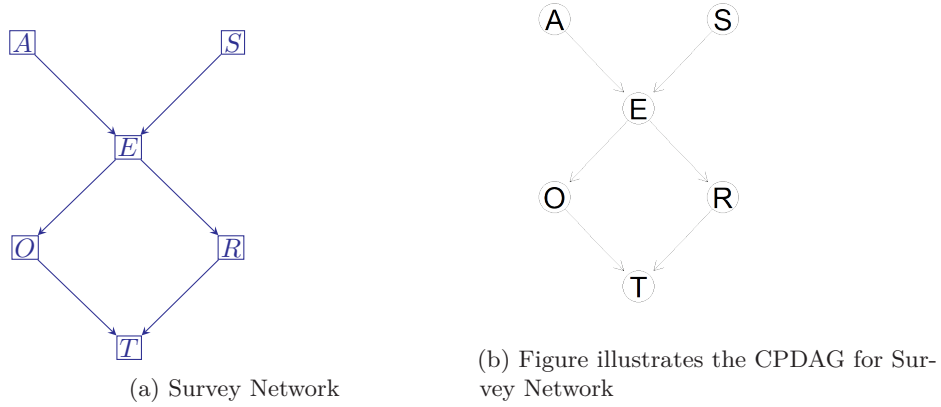 A S
E
O R
T
(a) Survey Network
A S
E
O R
T
(b) Figure illustrates the CPDAG for Sur-
vey Network